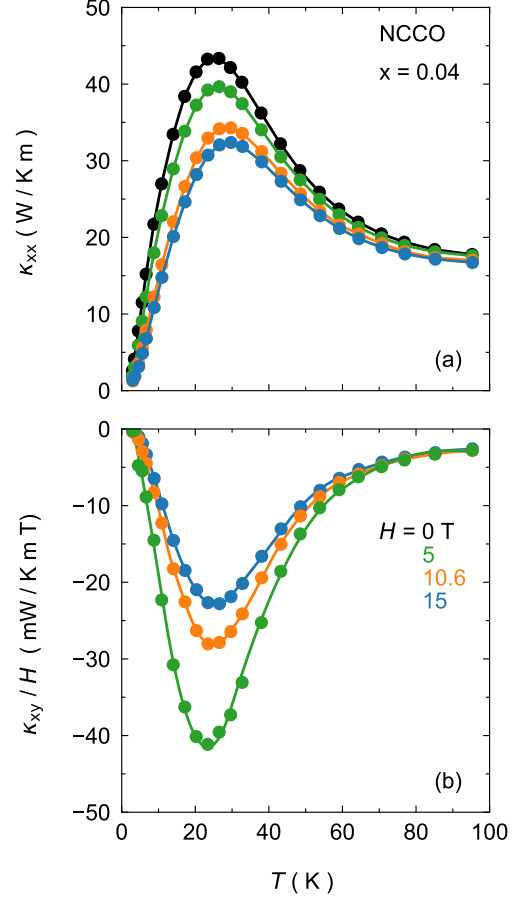 50
40
30
20
10
0
κxx ( W / K m )
NCCO
x = 0.04
(a)
0
−10
−20
−30
−40
−50
κxy / H ( mW / K m T )
H = 0 T
5
10.6
15
(b)
0 20 40 60 80 100
T ( K )